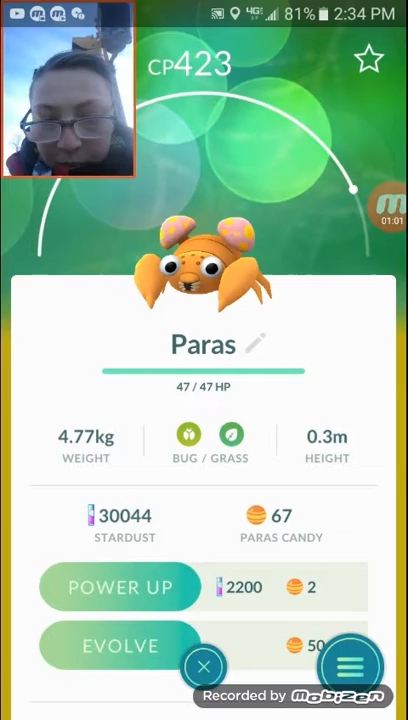 4GE 81% 2:34 PM
CP423
01:01
Paras
47 / 47 HP
4.77kg
WEIGHT
BUG / GRASS
0.3m
HEIGHT
30044
STARDUST
67
PARAS CANDY
POWER UP 2200 2
EVOLVE 50
Recorded by mobizen